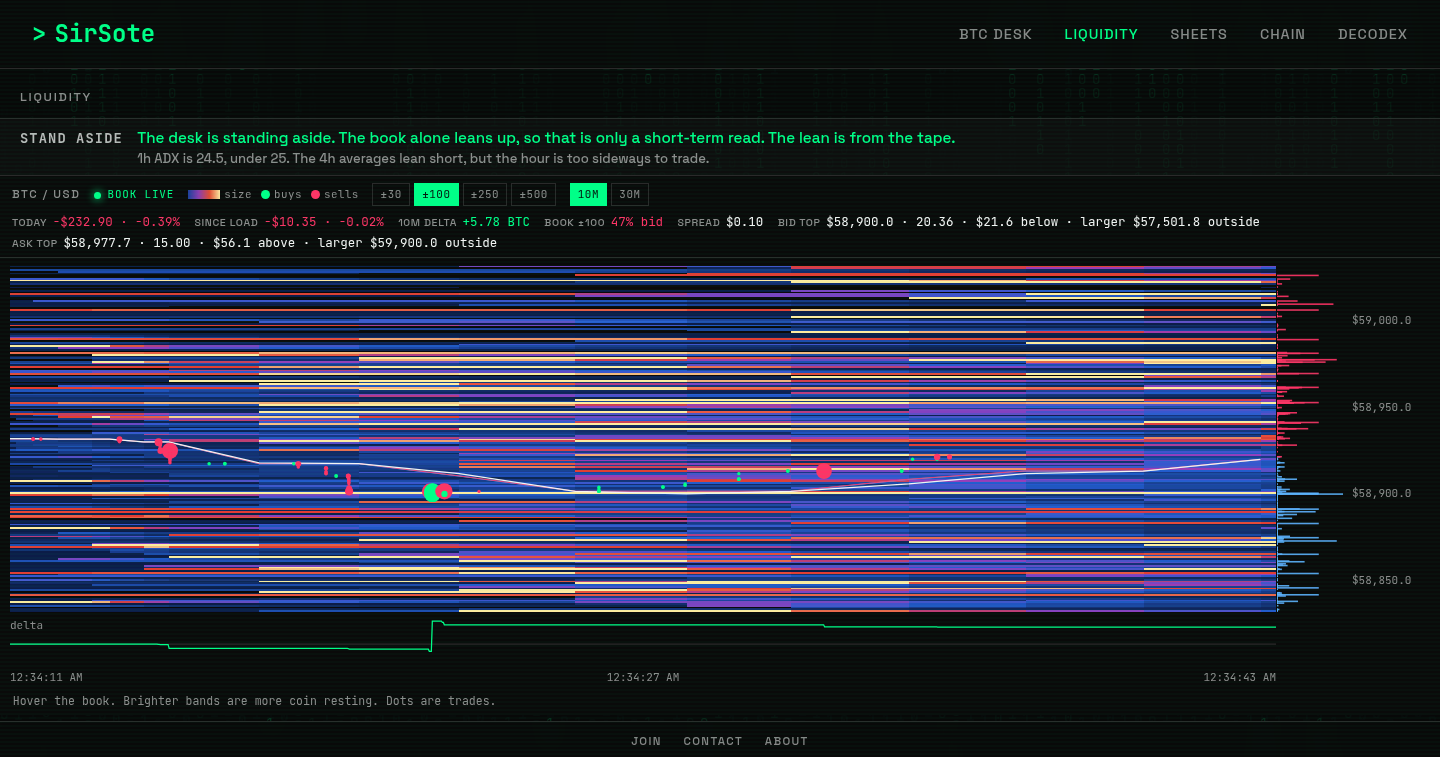 > SirSote
BTC DESK LIQUIDITY SHEETS CHAIN DECODEX
LIQUIDITY
STAND ASIDE The desk is standing aside. The book alone leans up, so that is only a short-term read. The lean is from the tape.
1h ADX is 24.5, under 25. The 4h averages lean short, but the hour is too sideways to trade.
BTC / USD BOOK LIVE size buys sells ±30 ±100 ±250 ±500 10M 30M
TODAY -$232.90 · -0.39% SINCE LOAD -$10.35 · -0.02% 10M DELTA +5.78 BTC BOOK ±100 47% bid SPREAD $0.10 BID TOP $58,900.0 · 20.36 · $21.6 below · larger $57,501.8 outside
ASK TOP $58,977.7 · 15.00 · $56.1 above · larger $59,900.0 outside
$59,000.0
$58,950.0
$58,900.0
$58,850.0
delta
12:34:11 AM 12:34:27 AM 12:34:43 AM
Hover the book. Brighter bands are more coin resting. Dots are trades.
JOIN CONTACT ABOUT